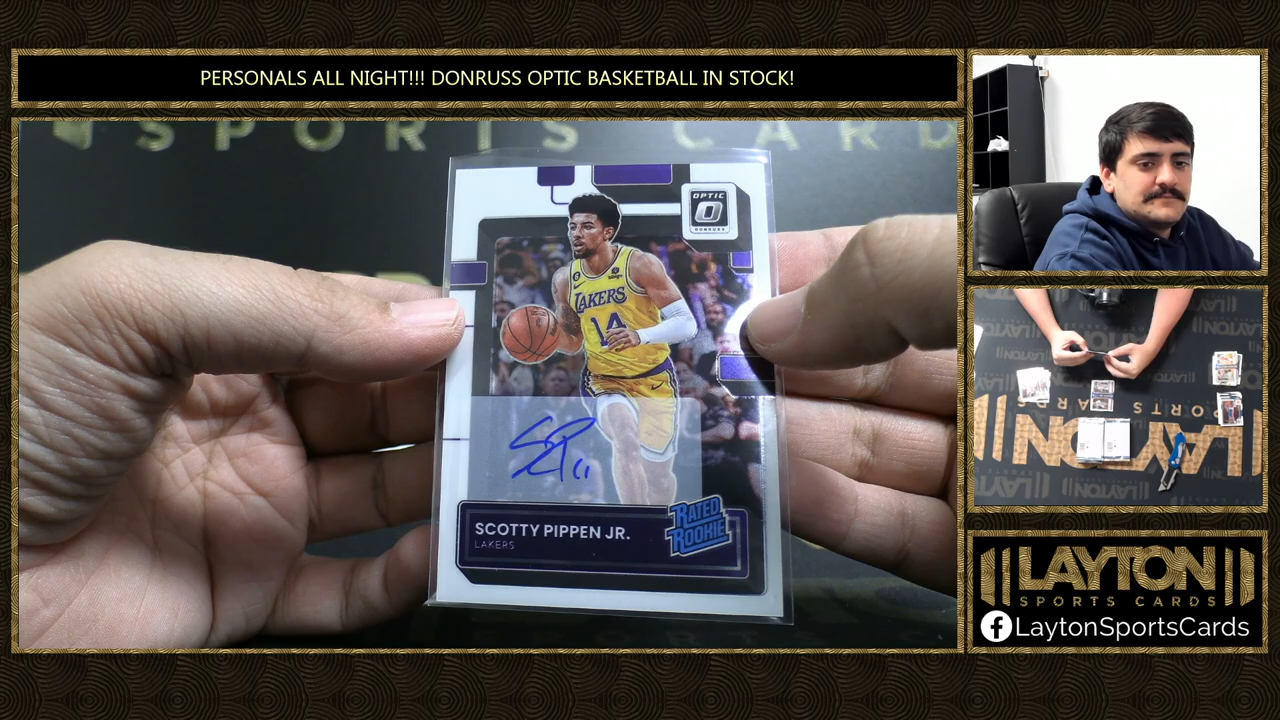 PERSONALS ALL NIGHT!!! DONRUSS OPTIC BASKETBALL IN STOCK!
SPORTS CARD
OPTIC
O
DONRUSS
LAKERS
14
SCOTTY PIPPEN JR.
LAKERS
RATED
ROOKIE
LAYTON
SPORTS CARDS
LaytonSportsCards